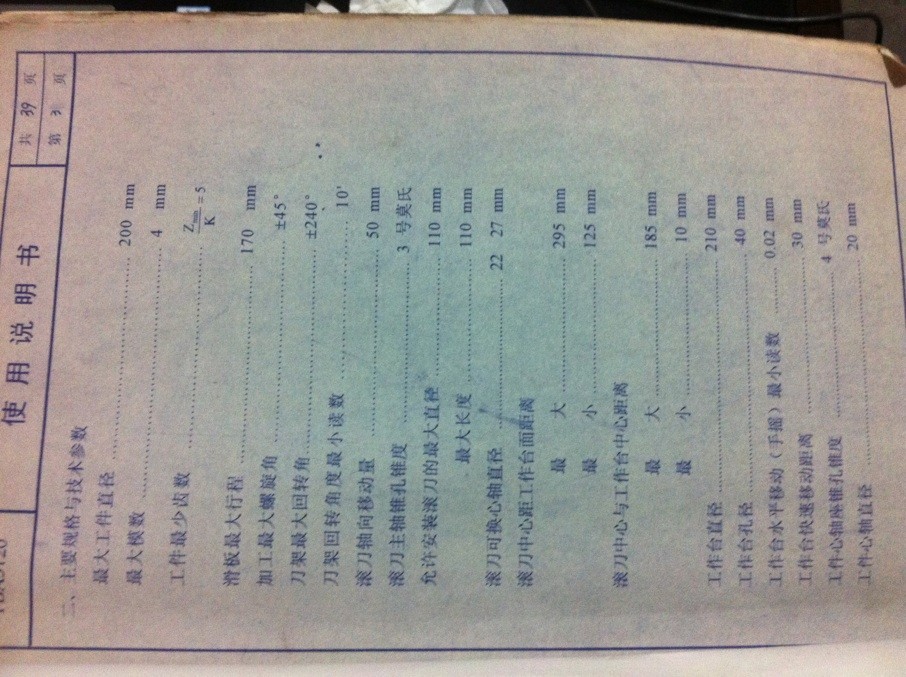 使用说明书
共 39 页
第 3 页
二、主要规格与技术参数
最大工件直径 200 mm
最大模数 4 mm
工件最少齿数 Zmin/K = 5
滑板最大行程 170 mm
加工最大螺旋角 ±45°
刀架最大回转角 ±240°
刀架回转角度最小读数 10'
滚刀轴向移动量 50 mm
滚刀主轴锥孔锥度 3 号莫氏
允许安装滚刀的最大直径 110 mm
最大长度 110 mm
滚刀可换心轴直径 22 27 mm
滚刀中心距工作台面距离
最 大 295 mm
最 小 125 mm
滚刀中心与工作台中心距离
最 大 185 mm
最 小 10 mm
工作台直径 210 mm
工作台孔径 40 mm
工作台水平移动（手摇）最小读数 0.02 mm
工作台快速移动距离 30 mm
工件心轴座锥孔锥度 4 号莫氏
工件心轴直径 20 mm